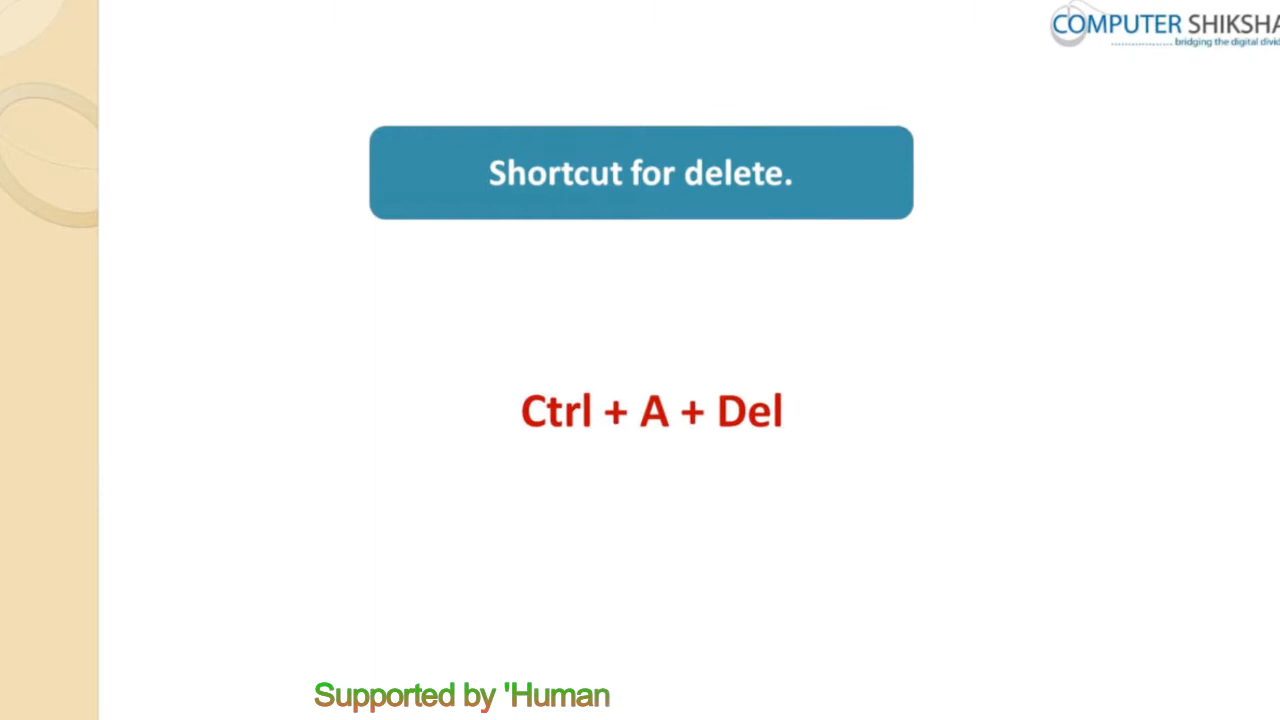 COMPUTER SHIKSHA
bridging the digital divi
Shortcut for delete.
Ctrl + A + Del
Supported by 'Human